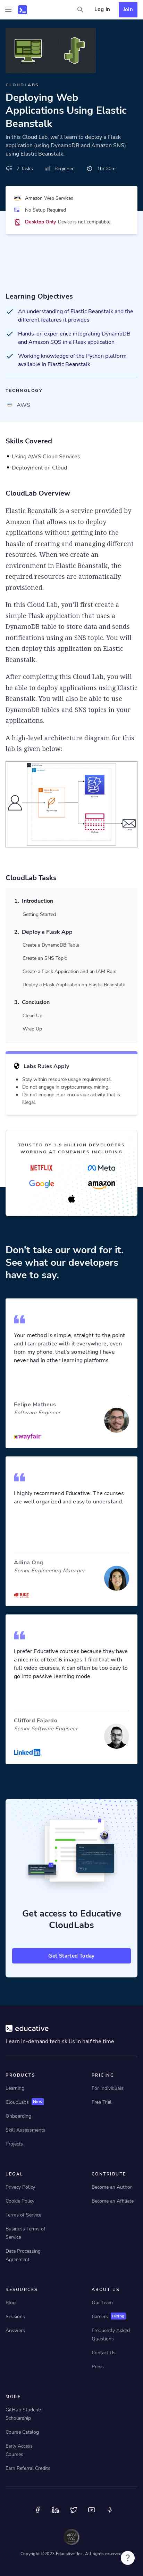 Log In
Join
CLOUDLABS
Deploying Web
Applications Using Elastic
Beanstalk
In this Cloud Lab, we'll learn to deploy a Flask
application (using DynamoDB and Amazon SNS)
using Elastic Beanstalk.
7 Tasks
Beginner
1hr 30m
Amazon Web Services
No Setup Required
Desktop Only Device is not compatible.
Learning Objectives
An understanding of Elastic Beanstalk and the
different features it provides
Hands-on experience integrating DynamoDB
and Amazon SQS in a Flask application
Working knowledge of the Python platform
available in Elastic Beanstalk
TECHNOLOGY
AWS
Skills Covered
Using AWS Cloud Services
Deployment on Cloud
CloudLab Overview
Elastic Beanstalk is a service provided by
Amazon that allows us to deploy
applications without getting into the
hassle of creating and managing different
resources. When we create an
environment in Elastic Beanstalk, the
underlying resources are implicitly
provisioned.
In this Cloud Lab, you'll first create a
simple Flask application that uses a
DynamoDB table to store data and sends
notifications using an SNS topic. You will
then deploy this application on Elastic
Beanstalk.
After completing this Cloud Lab, you will
be able to deploy applications using Elastic
Beanstalk. You will also be able to create
DynamoDB tables and SNS topics in your
applications.
A high-level architecture diagram for this
lab is given below:
CloudLab Tasks
1. Introduction
Getting Started
2. Deploy a Flask App
Create a DynamoDB Table
Create an SNS Topic
Create a Flask Application and an IAM Role
Deploy a Flask Application on Elastic Beanstalk
3. Conclusion
Clean Up
Wrap Up
Labs Rules Apply
Stay within resource usage requirements.
Do not engage in cryptocurrency mining.
Do not engage in or encourage activity that is
illegal.
TRUSTED BY 1.9 MILLION DEVELOPERS
WORKING AT COMPANIES INCLUDING
NETFLIX
Meta
Google
amazon
Don't take our word for it.
See what our developers
have to say.
Your method is simple, straight to the point
and I can practice with it everywhere, even
from my phone, that's something I have
never had in other learning platforms.
Felipe Matheus
Software Engineer
wayfair
I highly recommend Educative. The courses
are well organized and easy to understand.
Adina Ong
Senior Engineering Manager
RIOT
I prefer Educative courses because they have
a nice mix of text & images. I find that with
full video courses, it can often be too easy to
go into passive learning mode.
Clifford Fajardo
Senior Software Engineer
Linkedin
Get access to Educative
CloudLabs
Get Started Today
educative
Learn in-demand tech skills in half the time
PRODUCTS
Learning
CloudLabs New
Onboarding
Skill Assessments
Projects
PRICING
For Individuals
Free Trial
LEGAL
Privacy Policy
Cookie Policy
Terms of Service
Business Terms of
Service
Data Processing
Agreement
CONTRIBUTE
Become an Author
Become an Affiliate
RESOURCES
Blog
Sessions
Answers
ABOUT US
Our Team
Careers Hiring
Frequently Asked
Questions
Contact Us
Press
MORE
GitHub Students
Scholarship
Course Catalog
Early Access
Courses
Earn Referral Credits
Copyright ©2023 Educative, Inc. All rights reserved.
?